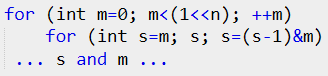 for (int m=0; m<(1<<n); ++m)
for (int s=m; s; s=(s-1)&m)
... s and m ...